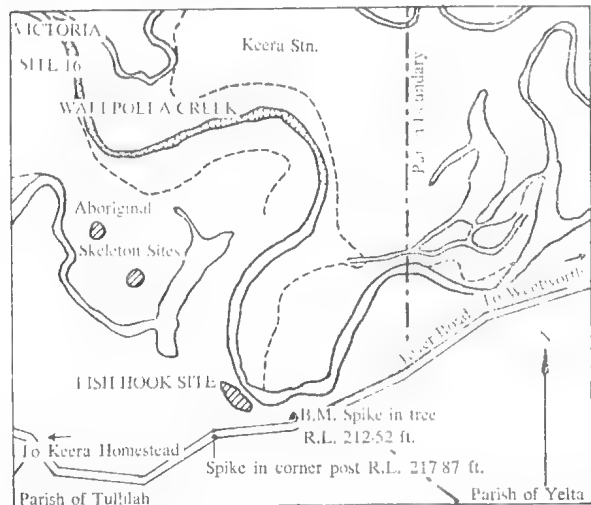 VICTORIA
SITE 16
Keera Stn.
WALLPOLLA CREEK
Parish Boundary
Aboriginal
Skeleton Sites
River Road
To Wentworth
FISH HOOK SITE
B.M. Spike in tree
R.L. 212·52 ft.
To Keera Homestead
Spike in corner post R.L. 217·87 ft.
Parish of Tullilah
Parish of Yelta
N